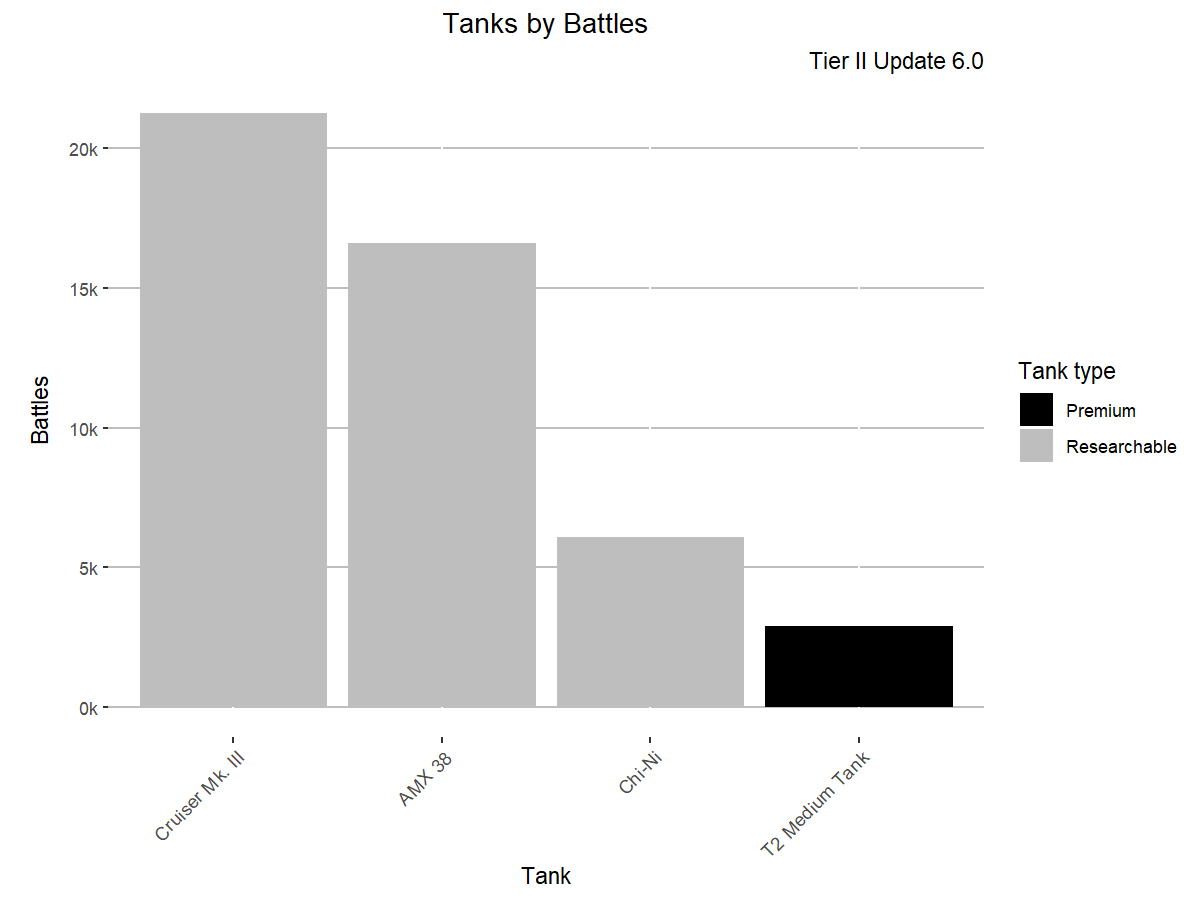 Tanks by Battles
Tier II Update 6.0
20k
15k
10k
5k
0k
Battles
Cruiser Mk. III
AMX 38
Chi-Ni
T2 Medium Tank
Tank
Tank type
Premium
Researchable